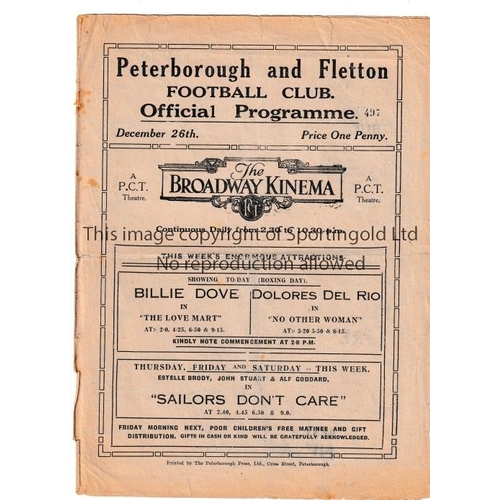 Peterborough and Fletton
FOOTBALL CLUB.
Official Programme. 497
December 26th. Price One Penny.
A
P.C.T.
Theatre.
The
BROADWAY KINEMA
A
P.C.T.
Theatre.
Continuous Daily from 2.30 to 10.30 p.m.
This image copyright of Sportingold Ltd
THIS WEEK'S ENORMOUS ATTRACTIONS
No reproduction allowed
SHOWING TO-DAY (BOXING DAY).
BILLIE DOVE
IN
"THE LOVE MART"
AT:- 2-0, 4-25, 6-50 & 9-15.
DOLORES DEL RIO
IN
"NO OTHER WOMAN"
AT:- 3-20 5-50 & 8-15.
KINDLY NOTE COMMENCEMENT AT 2-0 P.M.
THURSDAY, FRIDAY AND SATURDAY — THIS WEEK.
ESTELLE BRODY, JOHN STUART & ALF GODDARD,
IN
"SAILORS DON'T CARE"
AT 2.40, 4.45 6.50 & 9.0.
FRIDAY MORNING NEXT, POOR CHILDREN'S FREE MATINEE AND GIFT
DISTRIBUTION. GIFTS IN CASH OR KIND WILL BE GRATEFULLY ACKNOWLEDGED.
Printed by The Peterborough Press, Ltd., Cross Street, Peterborough.